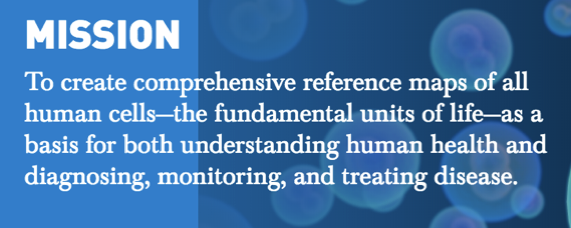 MISSION
To create comprehensive reference maps of all
human cells—the fundamental units of life—as a
basis for both understanding human health and
diagnosing, monitoring, and treating disease.